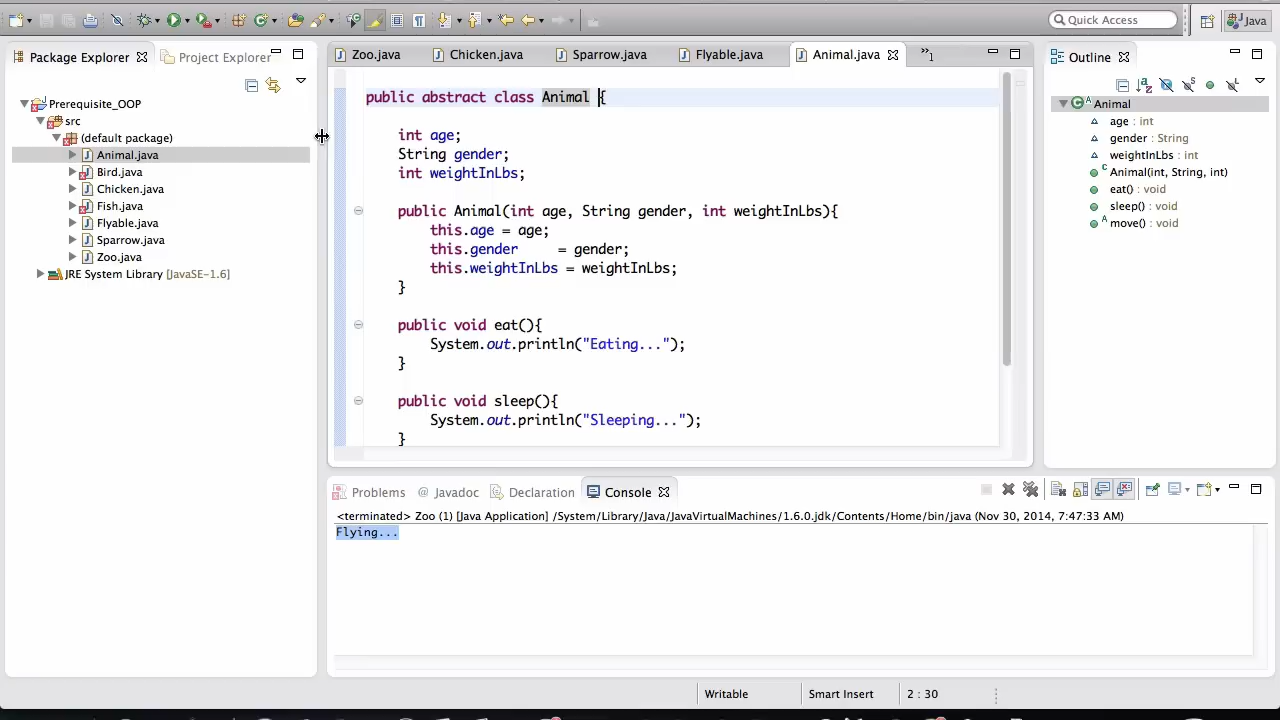 Quick Access
Java
Package Explorer
Project Explorer
Prerequisite_OOP
src
(default package)
Animal.java
Bird.java
Chicken.java
Fish.java
Flyable.java
Sparrow.java
Zoo.java
JRE System Library [JavaSE-1.6]
Zoo.java
Chicken.java
Sparrow.java
Flyable.java
Animal.java
»1
public abstract class Animal {
int age;
String gender;
int weightInLbs;
public Animal(int age, String gender, int weightInLbs){
this.age = age;
this.gender = gender;
this.weightInLbs = weightInLbs;
}
public void eat(){
System.out.println("Eating...");
}
public void sleep(){
System.out.println("Sleeping...");
}
Outline
Animal
age : int
gender : String
weightInLbs : int
Animal(int, String, int)
eat() : void
sleep() : void
move() : void
Problems
@ Javadoc
Declaration
Console
<terminated> Zoo (1) [Java Application] /System/Library/Java/JavaVirtualMachines/1.6.0.jdk/Contents/Home/bin/java (Nov 30, 2014, 7:47:33 AM)
Flying...
Writable
Smart Insert
2 : 30